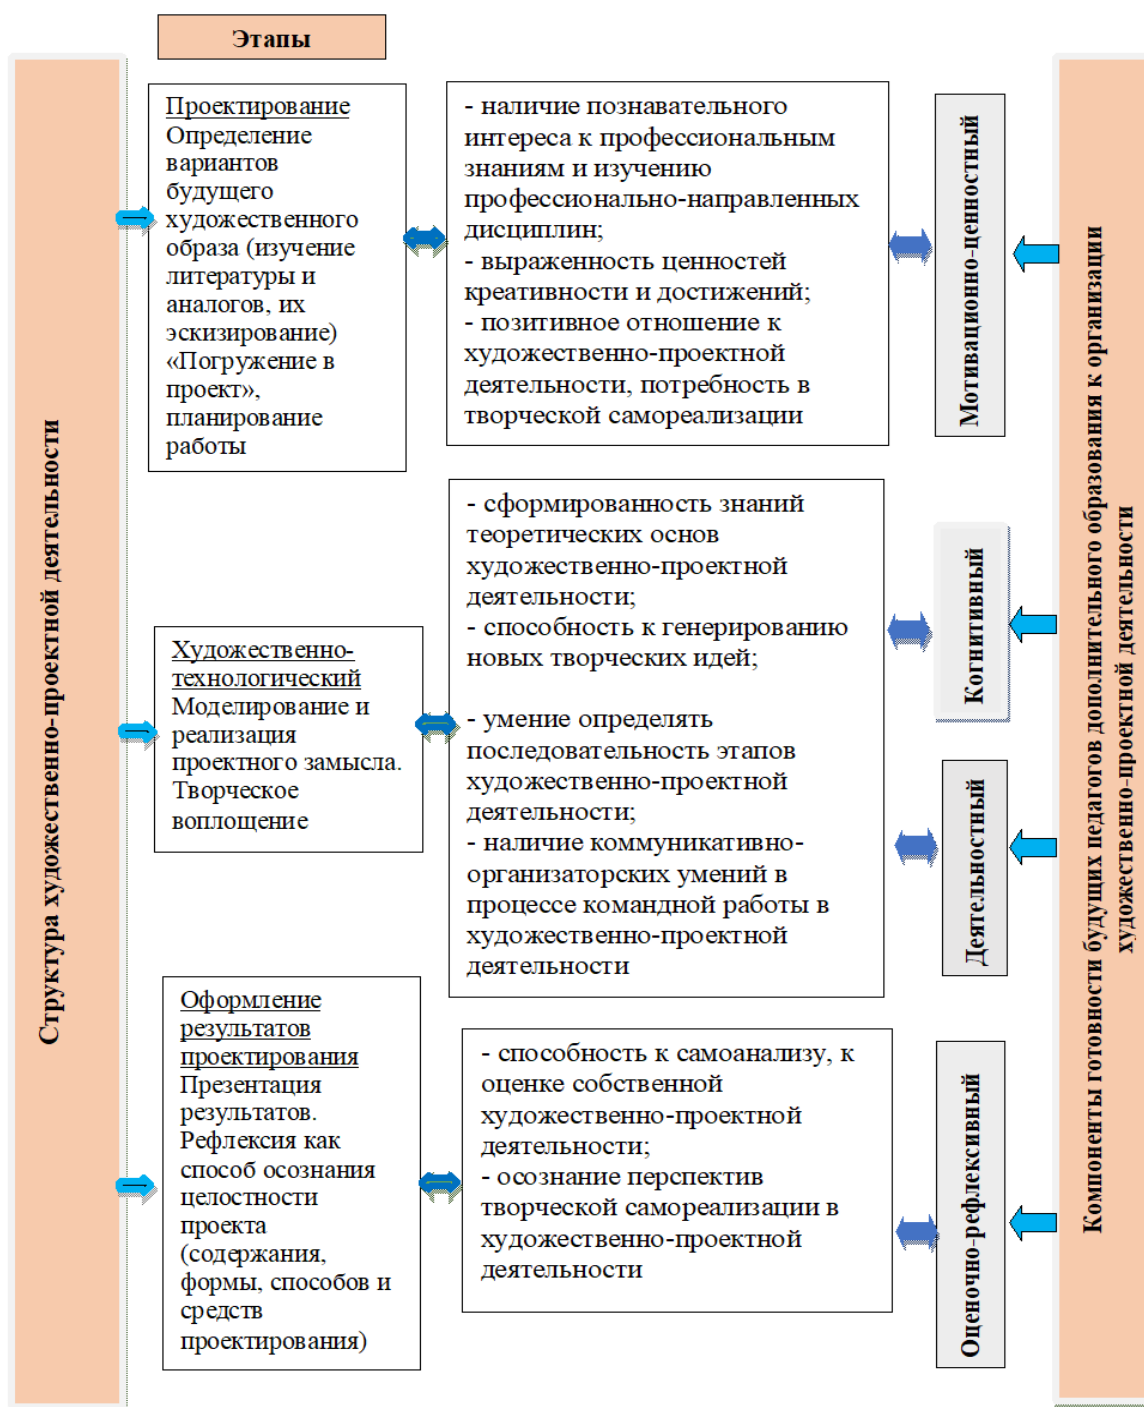 Этапы
Структура художественно-проектной деятельности
Проектирование
Определение
вариантов
будущего
художественного
образа (изучение
литературы и
аналогов, их
эскизирование)
«Погружение в
проект»,
планирование
работы
- наличие познавательного
интереса к профессиональным
знаниям и изучению
профессионально-направленных
дисциплин;
- выраженность ценностей
креативности и достижений;
- позитивное отношение к
художественно-проектной
деятельности, потребность в
творческой самореализации
Мотивационно-ценностный
Художественно-
технологический
Моделирование и
реализация
проектного замысла.
Творческое
воплощение
- сформированность знаний
теоретических основ
художественно-проектной
деятельности;
- способность к генерированию
новых творческих идей;
- умение определять
последовательность этапов
художественно-проектной
деятельности;
- наличие коммуникативно-
организаторских умений в
процессе командной работы в
художественно-проектной
деятельности
Когнитивный
Деятельностный
Оформление
результатов
проектирования
Презентация
результатов.
Рефлексия как
способ осознания
целостности
проекта
(содержания,
формы, способов и
средств
проектирования)
- способность к самоанализу, к
оценке собственной
художественно-проектной
деятельности;
- осознание перспектив
творческой самореализации в
художественно-проектной
деятельности
Оценочно-рефлексивный
Компоненты готовности будущих педагогов дополнительного образования к организации
художественно-проектной деятельности